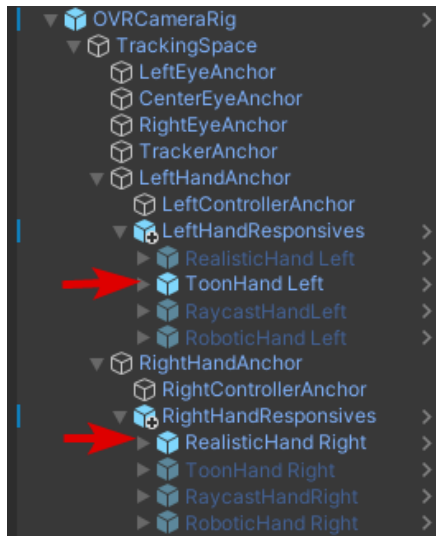 OVRCameraRig
TrackingSpace
LeftEyeAnchor
CenterEyeAnchor
RightEyeAnchor
TrackerAnchor
LeftHandAnchor
LeftControllerAnchor
LeftHandResponsives
RealisticHand Left
ToonHand Left
RaycastHandLeft
RoboticHand Left
RightHandAnchor
RightControllerAnchor
RightHandResponsives
RealisticHand Right
ToonHand Right
RaycastHandRight
RoboticHand Right